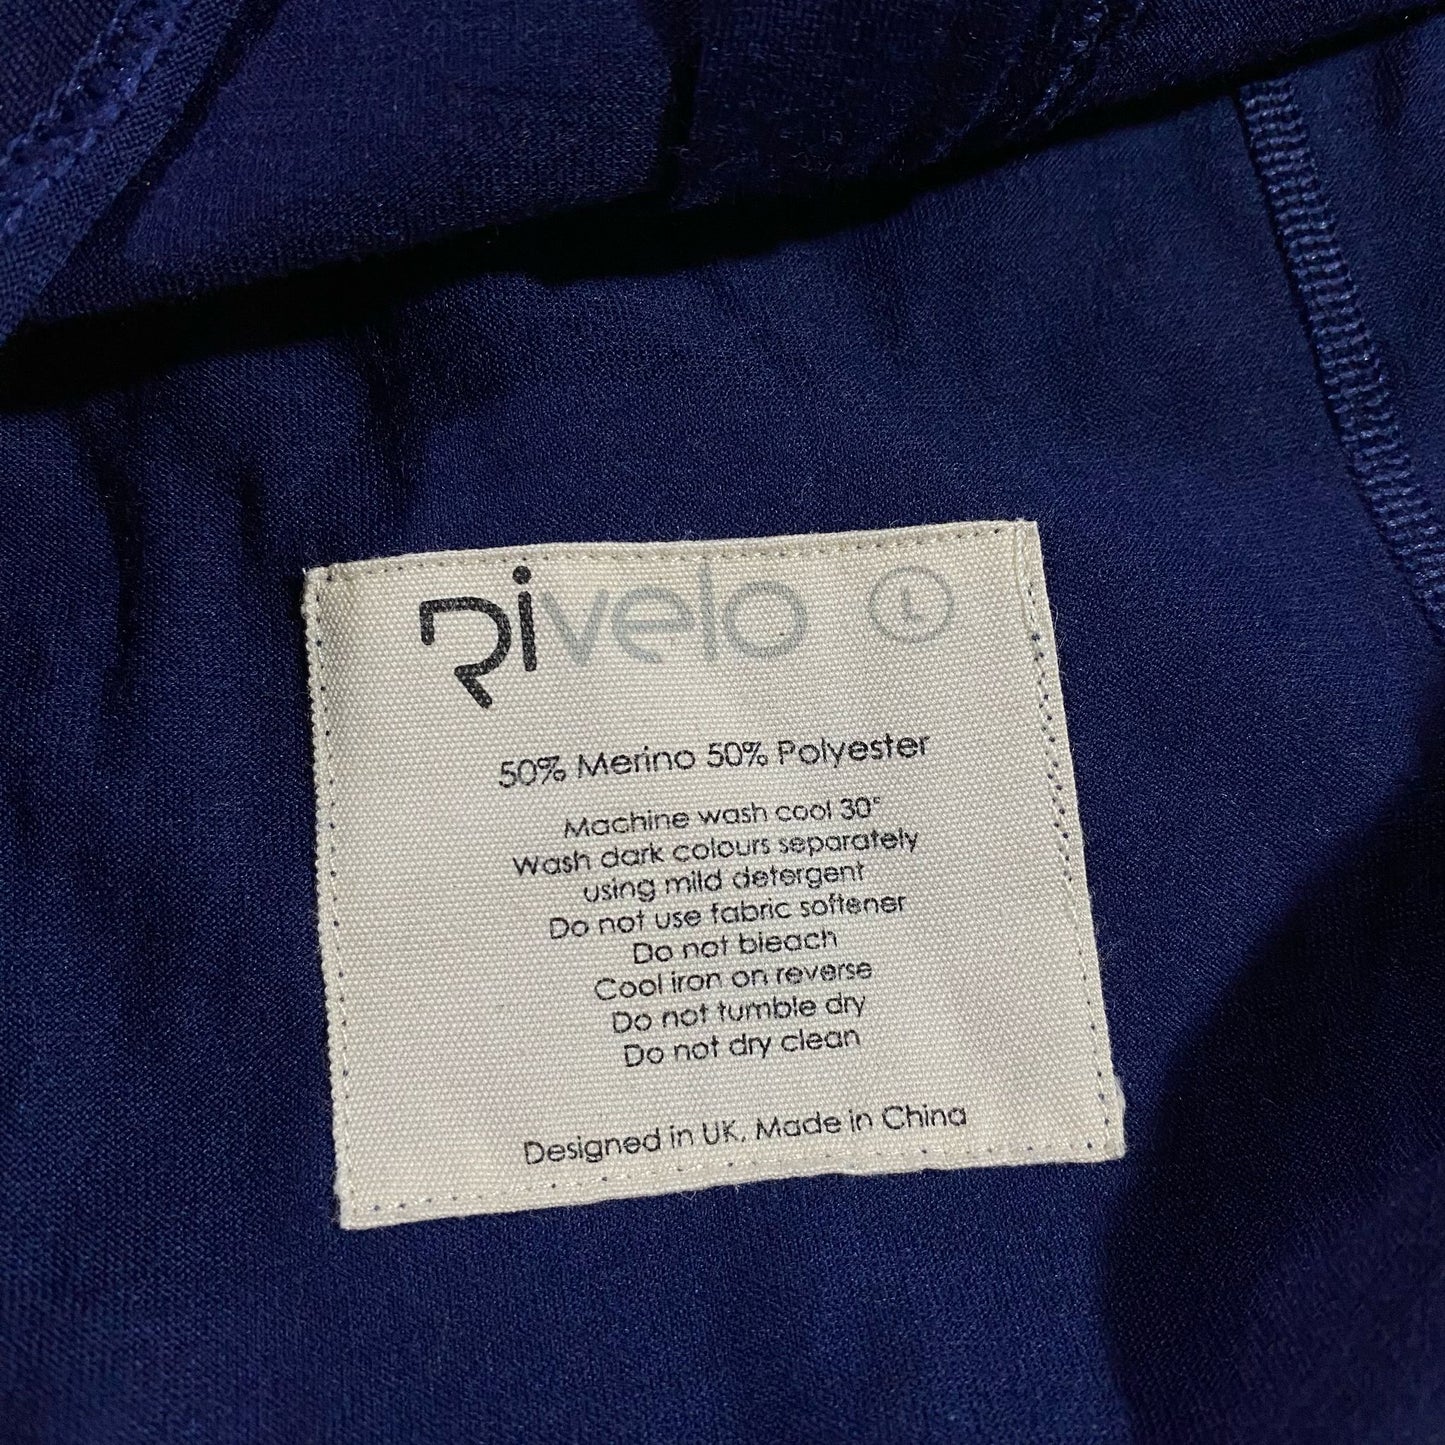 Rivelo L
50% Merino 50% Polyester
Machine wash cool 30°
Wash dark colours separately
using mild detergent
Do not use fabric softener
Do not bleach
Cool iron on reverse
Do not tumble dry
Do not dry clean
Designed in UK. Made in China